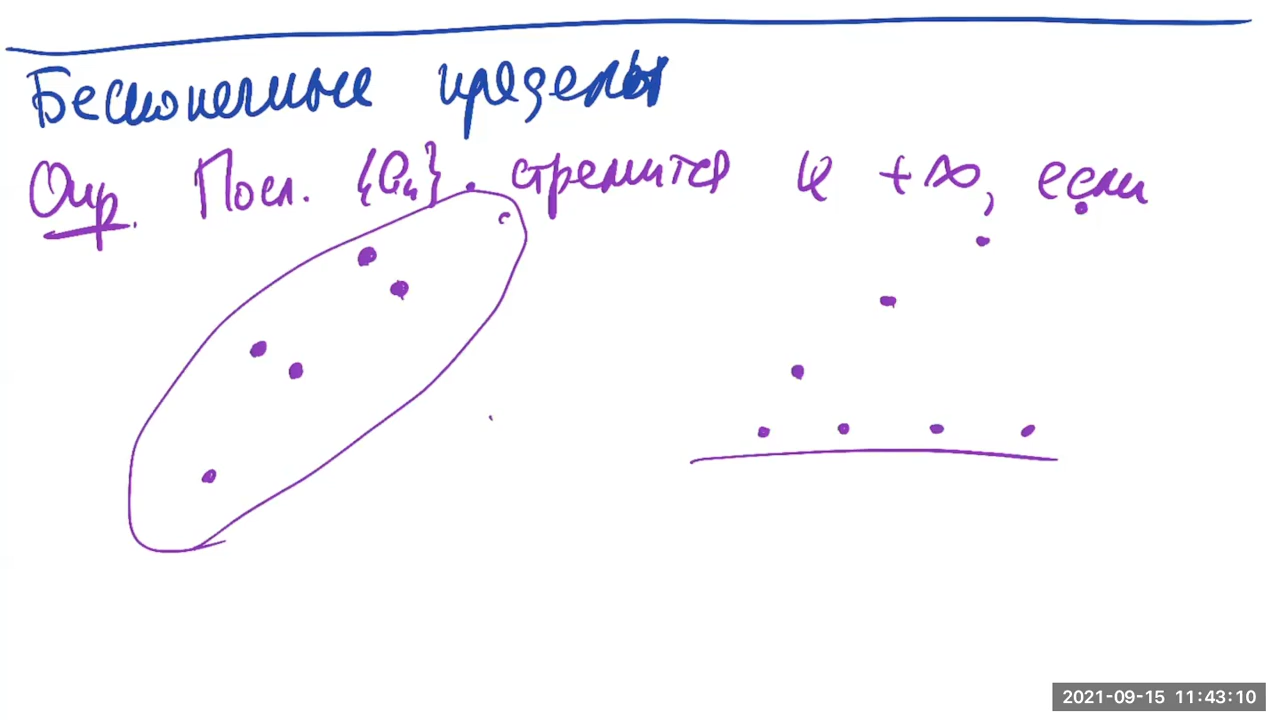 Бесконечные пределы
Опр. Посл. {aₙ} стремится к +∞, если
2021-09-15 11:43:10